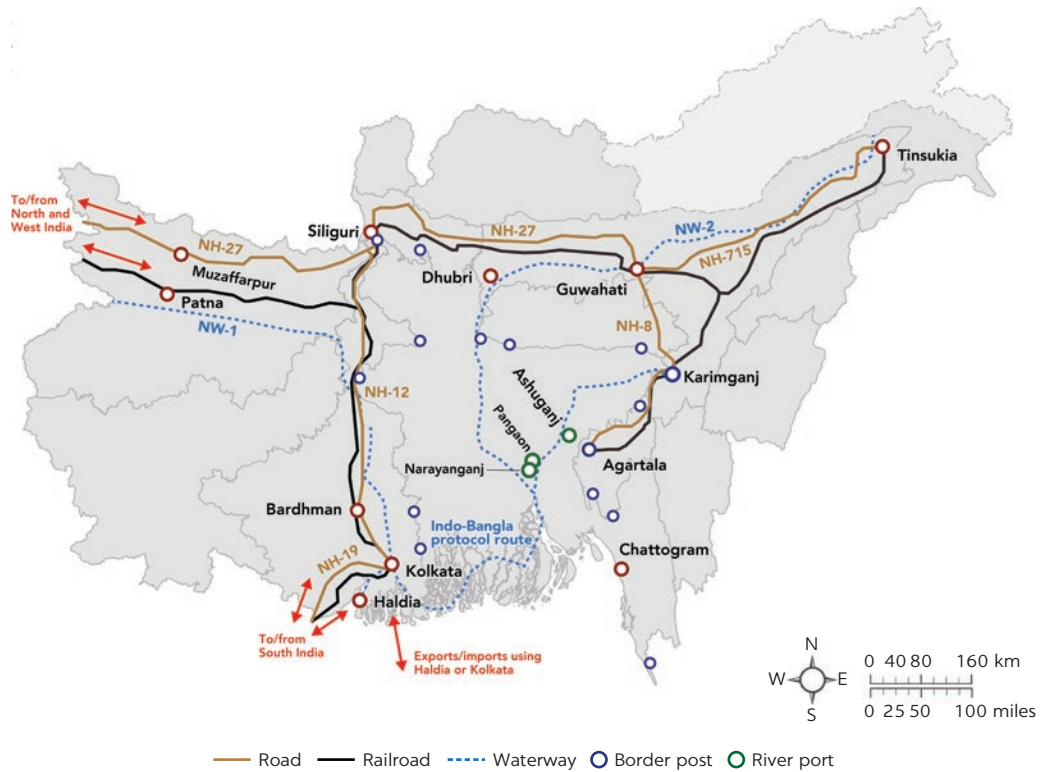 Tinsukia
To/from
North and
West India
NH-27
Muzaffarpur
Patna
NW-1
Siliguri
NH-27
NW-2
NH-715
Dhubri
Guwahati
NH-8
Karimganj
NH-12
Ashuganj
Pangaon
Narayanganj
Agartala
Bardhman
Indo-Bangla
protocol route
Chattogram
NH-19
Kolkata
Haldia
To/from
South India
Exports/imports using
Haldia or Kolkata
N
W
E
S
0 40 80 160 km
0 25 50 100 miles
Road
Railroad
Waterway
Border post
River port